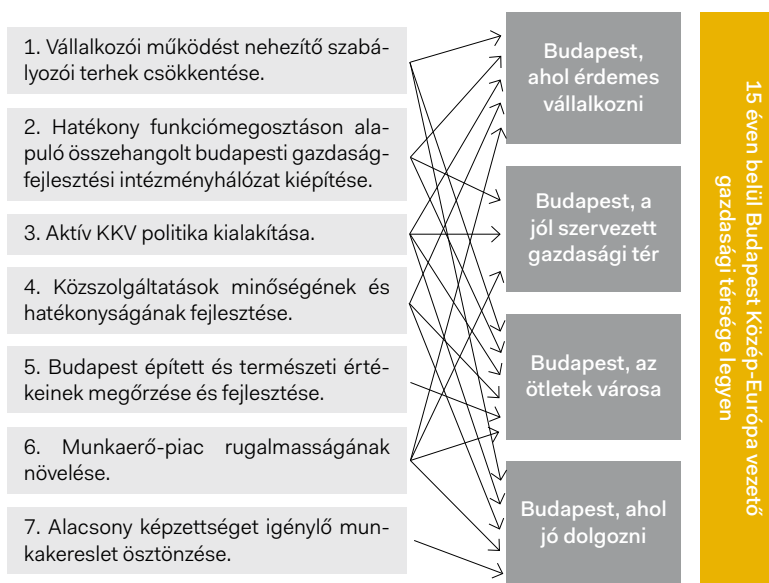 1. Vállalkozói működést nehezítő szabá-
lyozói terhek csökkentése.
2. Hatékony funkciómegosztáson ala-
puló összehangolt budapesti gazdaság-
fejlesztési intézményhálózat kiépítése.
3. Aktív KKV politika kialakítása.
4. Közszolgáltatások minőségének és
hatékonyságának fejlesztése.
5. Budapest épített és természeti érté-
keinek megőrzése és fejlesztése.
6. Munkaerő-piac rugalmasságának
növelése.
7. Alacsony képzettséget igénylő mun-
kakereslet ösztönzése.
Budapest,
ahol érdemes
vállalkozni
Budapest, a
jól szervezett
gazdasági tér
Budapest, az
ötletek városa
Budapest, ahol
jó dolgozni
15 éven belül Budapest Közép-Európa vezető
gazdasági térsége legyen